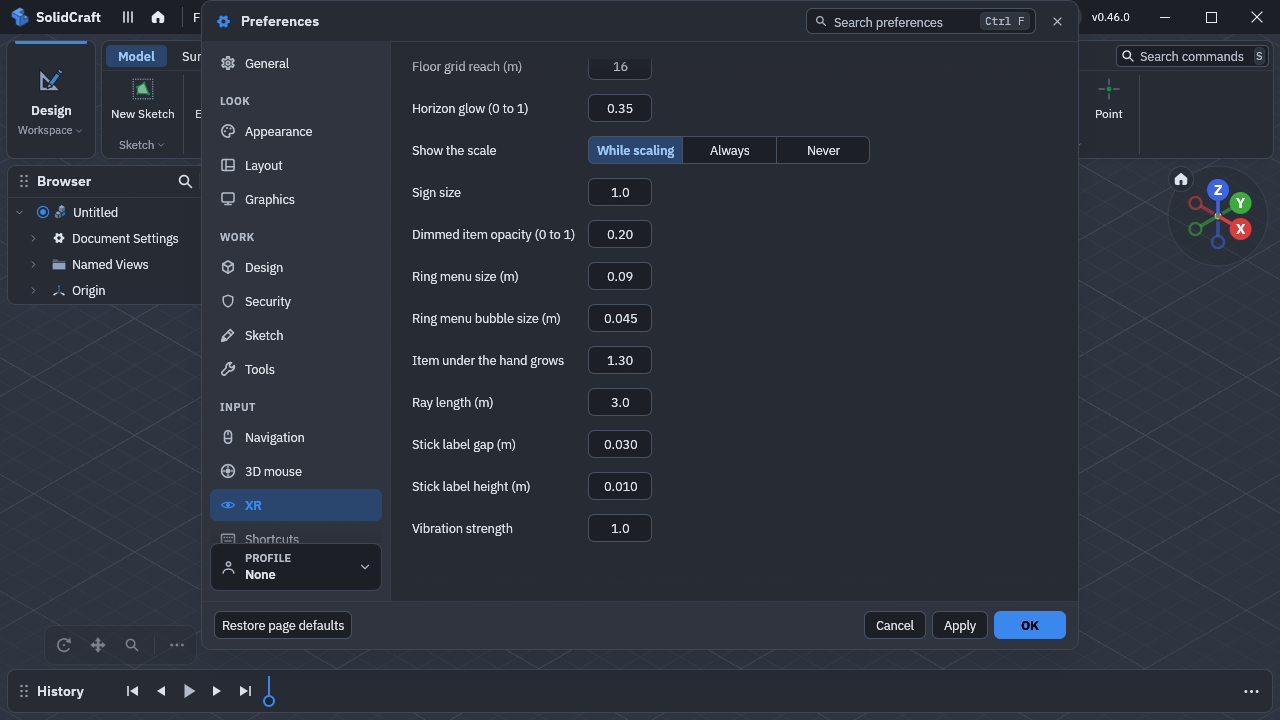 SolidCraft
F
v0.46.0
Preferences
Search preferences
Ctrl F
Model
Sur
Search commands
S
Design
Workspace
New Sketch
E
Sketch
Point
Browser
Untitled
Document Settings
Named Views
Origin
Z
Y
X
General
LOOK
Appearance
Layout
Graphics
WORK
Design
Security
Sketch
Tools
INPUT
Navigation
3D mouse
XR
Shortcuts
PROFILE
None
Floor grid reach (m) 16
Horizon glow (0 to 1) 0.35
Show the scale While scaling Always Never
Sign size 1.0
Dimmed item opacity (0 to 1) 0.20
Ring menu size (m) 0.09
Ring menu bubble size (m) 0.045
Item under the hand grows 1.30
Ray length (m) 3.0
Stick label gap (m) 0.030
Stick label height (m) 0.010
Vibration strength 1.0
Restore page defaults
Cancel
Apply
OK
History